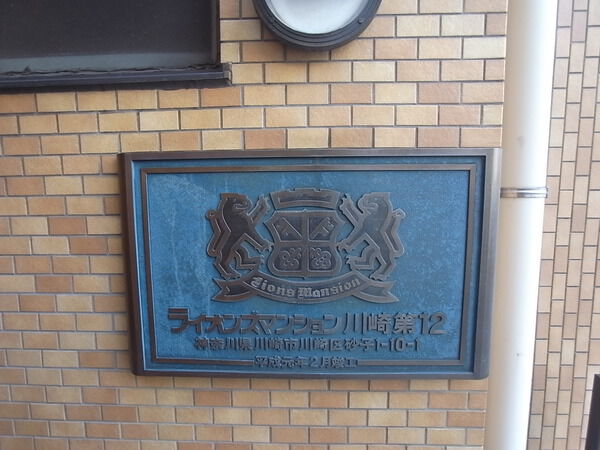 Lions Mansion
ライオンズマンション川崎第12
神奈川県川崎市川崎区砂子1-10-1
平成元年2月竣工